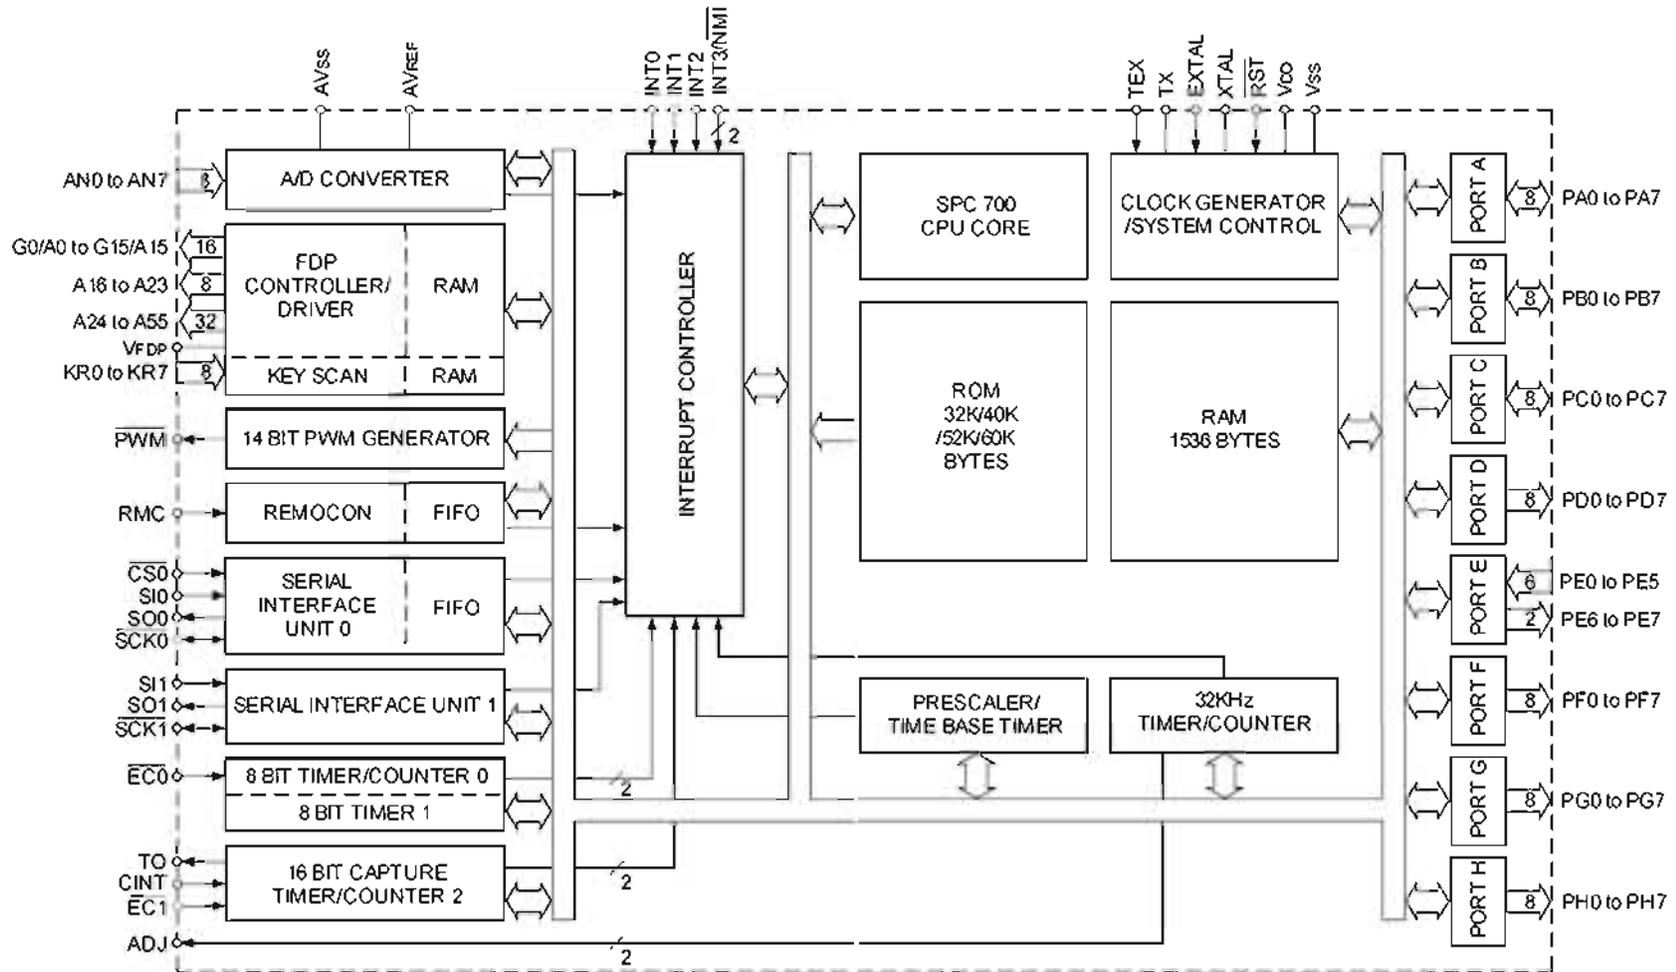 AVSS
AVREF
INT0
INT1
INT2
INT3/NMI
2
TEX
TX
EXTAL
XTAL
RST
VDD
VSS
AN0 to AN7
8
A/D CONVERTER
G0/A0 to G15/A15
16
A16 to A23
8
A24 to A55
32
VFDP
KR0 to KR7
8
FDP
CONTROLLER/
DRIVER
RAM
KEY SCAN
RAM
PWM
14 BIT PWM GENERATOR
RMC
REMOCON
FIFO
CS0
SI0
SO0
SCK0
SERIAL
INTERFACE
UNIT 0
FIFO
SI1
SO1
SCK1
SERIAL INTERFACE UNIT 1
EC0
8 BIT TIMER/COUNTER 0
8 BIT TIMER 1
2
TO
CINT
EC1
16 BIT CAPTURE
TIMER/COUNTER 2
2
ADJ
2
INTERRUPT CONTROLLER
SPC 700
CPU CORE
CLOCK GENERATOR
/SYSTEM CONTROL
ROM
32K/40K
/52K/60K
BYTES
RAM
1536 BYTES
PRESCALER/
TIME BASE TIMER
32KHz
TIMER/COUNTER
PORT A
8
PA0 to PA7
PORT B
8
PB0 to PB7
PORT C
8
PC0 to PC7
PORT D
8
PD0 to PD7
PORT E
6
PE0 to PE5
2
PE6 to PE7
PORT F
8
PF0 to PF7
PORT G
8
PG0 to PG7
PORT H
8
PH0 to PH7